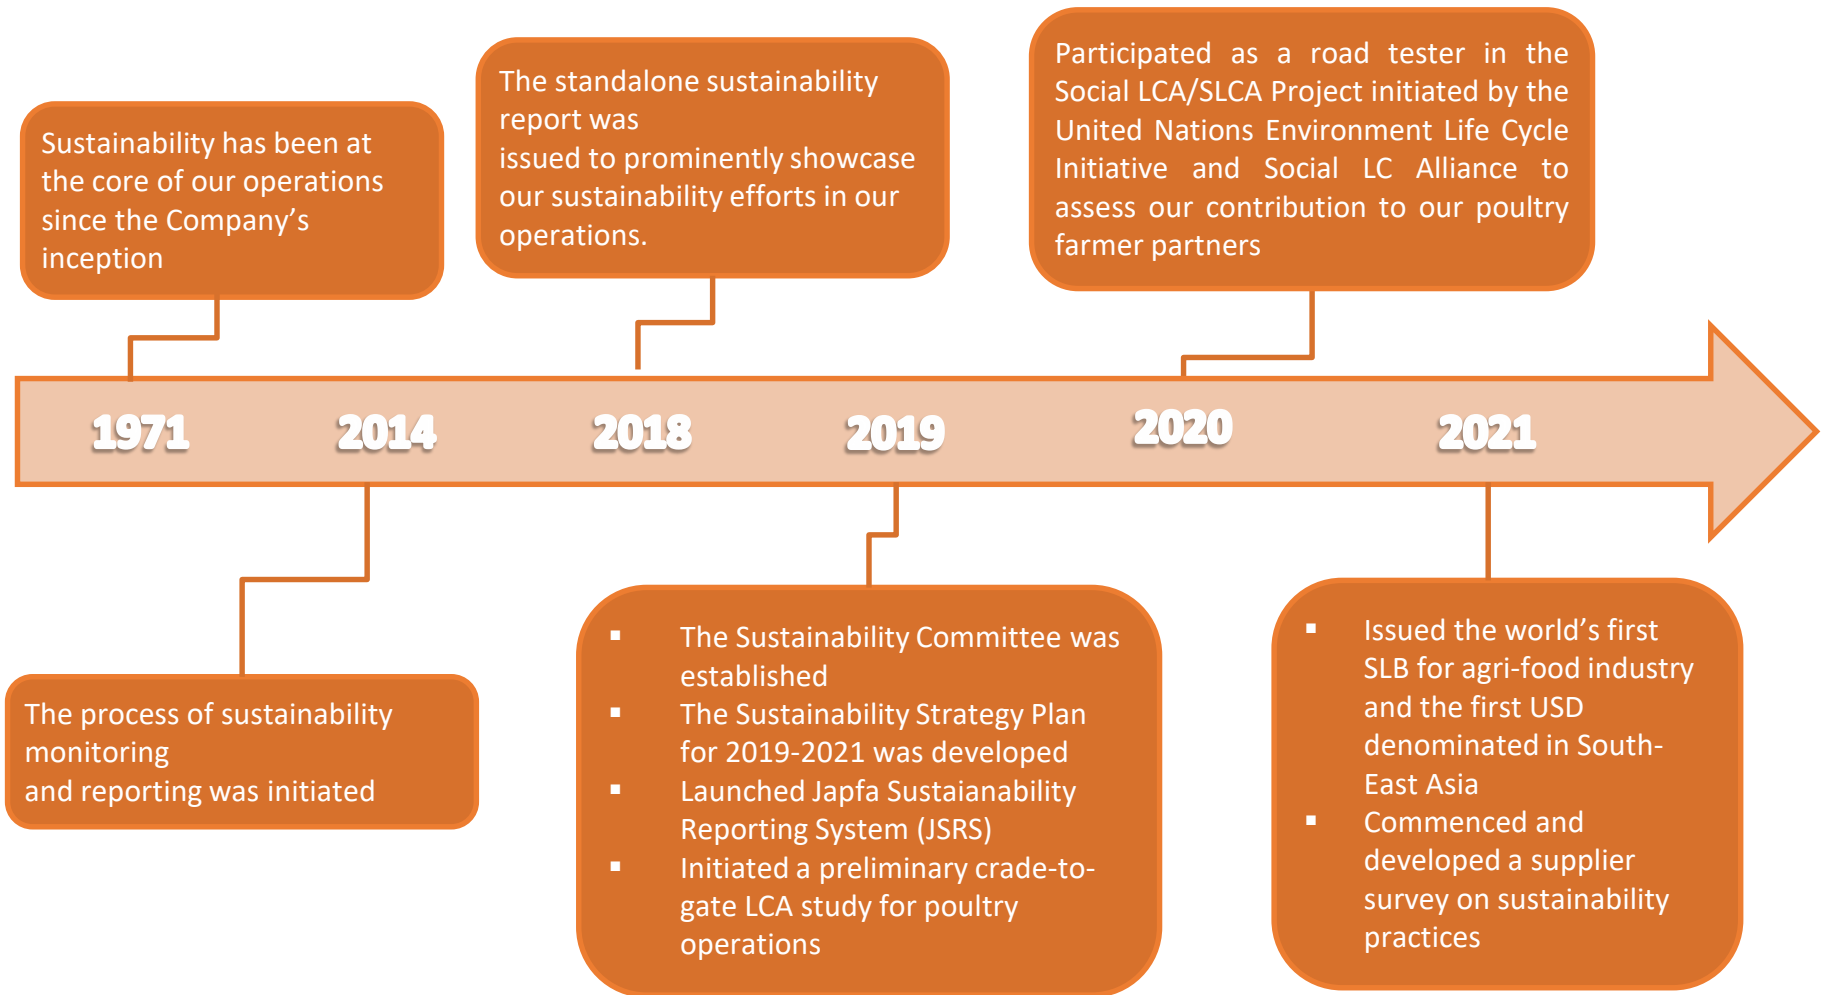 Sustainability has been at
the core of our operations
since the Company’s
inception
The standalone sustainability
report was
issued to prominently showcase
our sustainability efforts in our
operations.
Participated as a road tester in the
Social LCA/SLCA Project initiated by the
United Nations Environment Life Cycle
Initiative and Social LC Alliance to
assess our contribution to our poultry
farmer partners
1971
2014
2018
2019
2020
2021
The process of sustainability
monitoring
and reporting was initiated
▪ The Sustainability Committee was
established
▪ The Sustainability Strategy Plan
for 2019-2021 was developed
▪ Launched Japfa Sustaianability
Reporting System (JSRS)
▪ Initiated a preliminary crade-to-
gate LCA study for poultry
operations
▪ Issued the world’s first
SLB for agri-food industry
and the first USD
denominated in South-
East Asia
▪ Commenced and
developed a supplier
survey on sustainability
practices